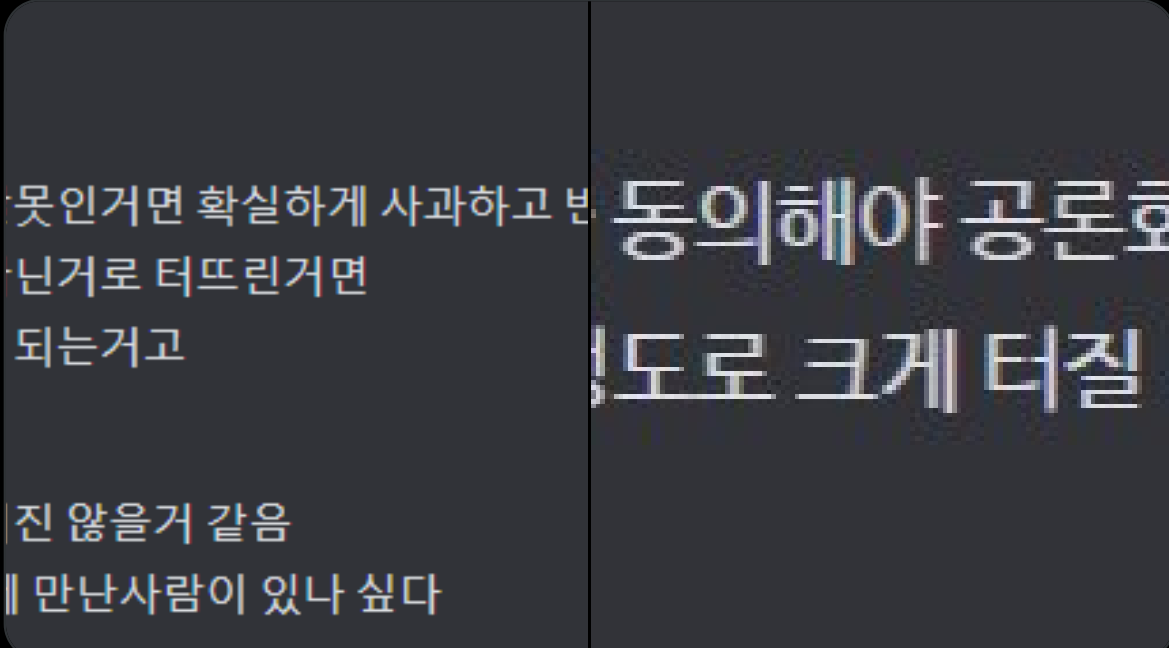 못인거면 확실하게 사과하고
닌거로 터뜨린거면
되는거고
진 않을거 같음
만난사람이 있나 싶다
동의해야 공론화
정도로 크게 터질